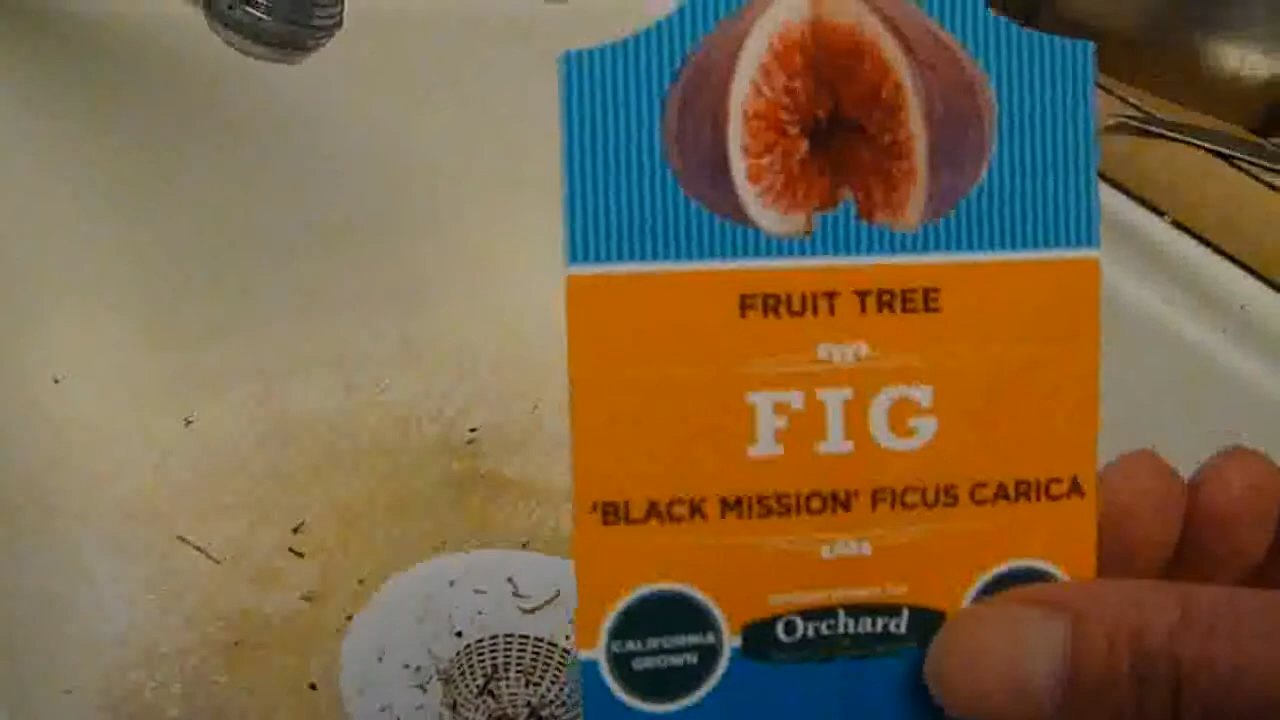 FRUIT TREE
FIG
'BLACK MISSION' FICUS CARICA
Orchard
CALIFORNIA
GROWN